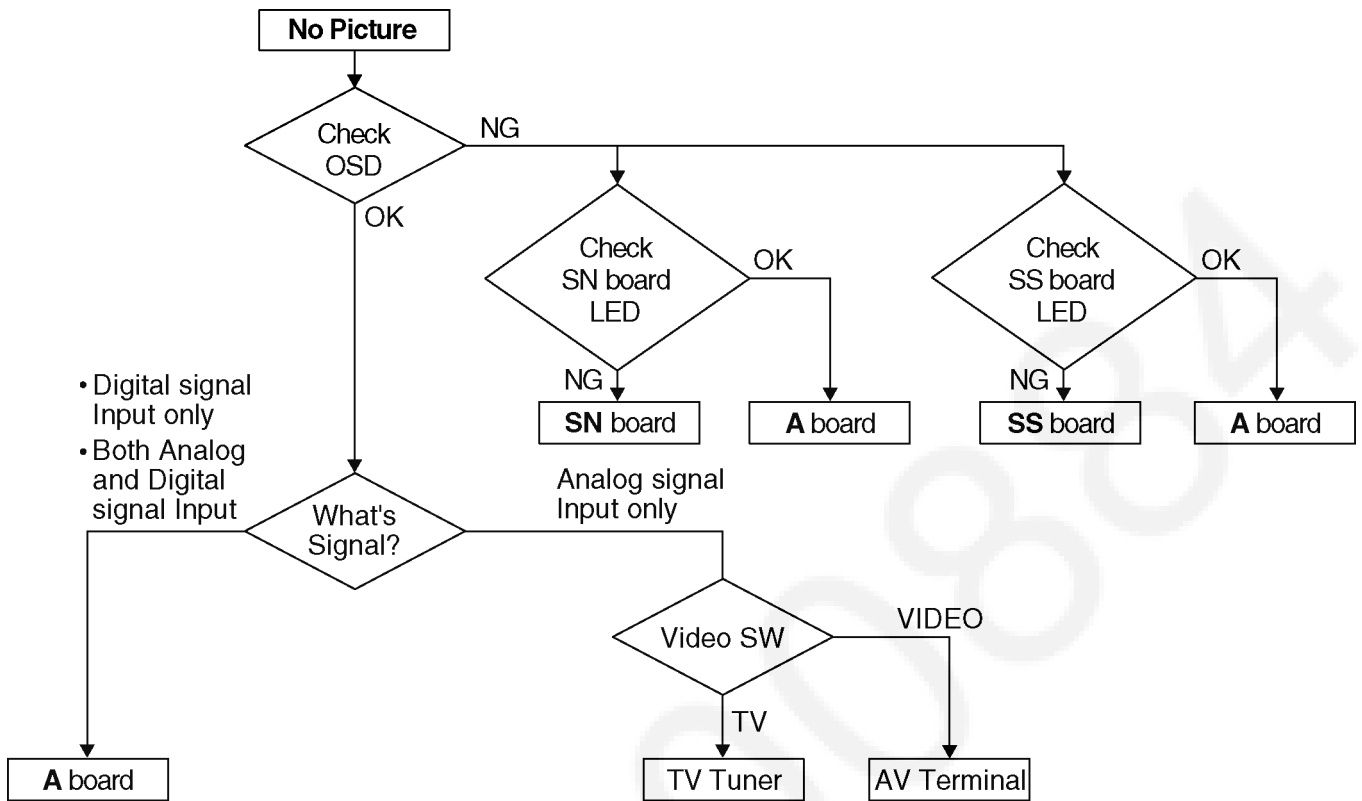 No Picture
Check
OSD
NG
OK
Check
SN board
LED
OK
NG
SN board
A board
Check
SS board
LED
OK
NG
SS board
A board
• Digital signal
Input only
• Both Analog
and Digital
signal Input
What's
Signal?
Analog signal
Input only
Video SW
VIDEO
TV
A board
TV Tuner
AV Terminal